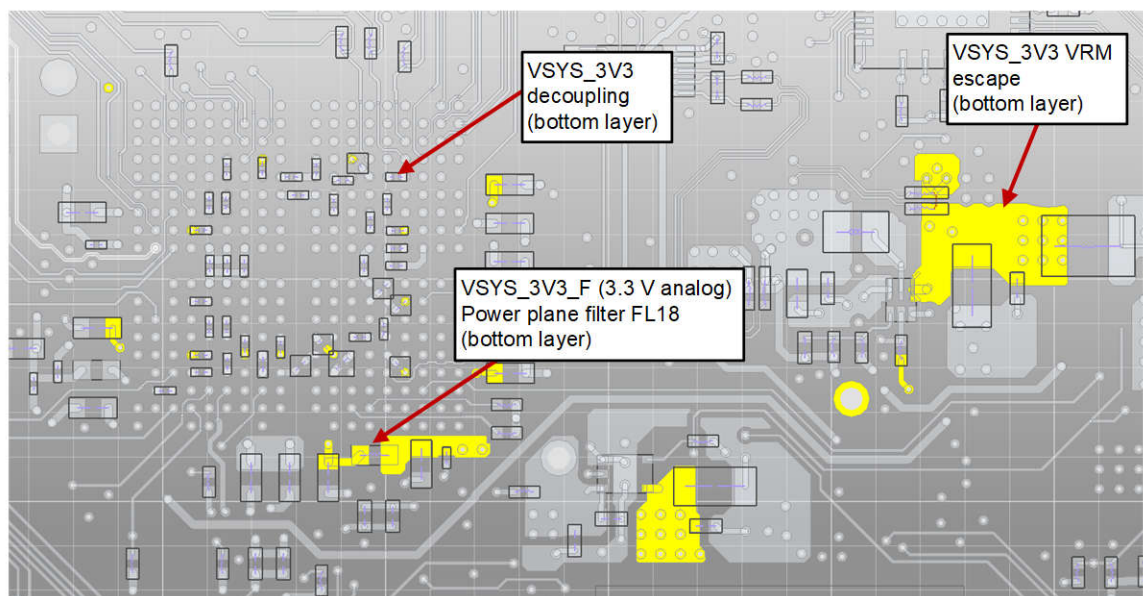 VSYS_3V3
decoupling
(bottom layer)
VSYS_3V3 VRM
escape
(bottom layer)
VSYS_3V3_F (3.3 V analog)
Power plane filter FL18
(bottom layer)